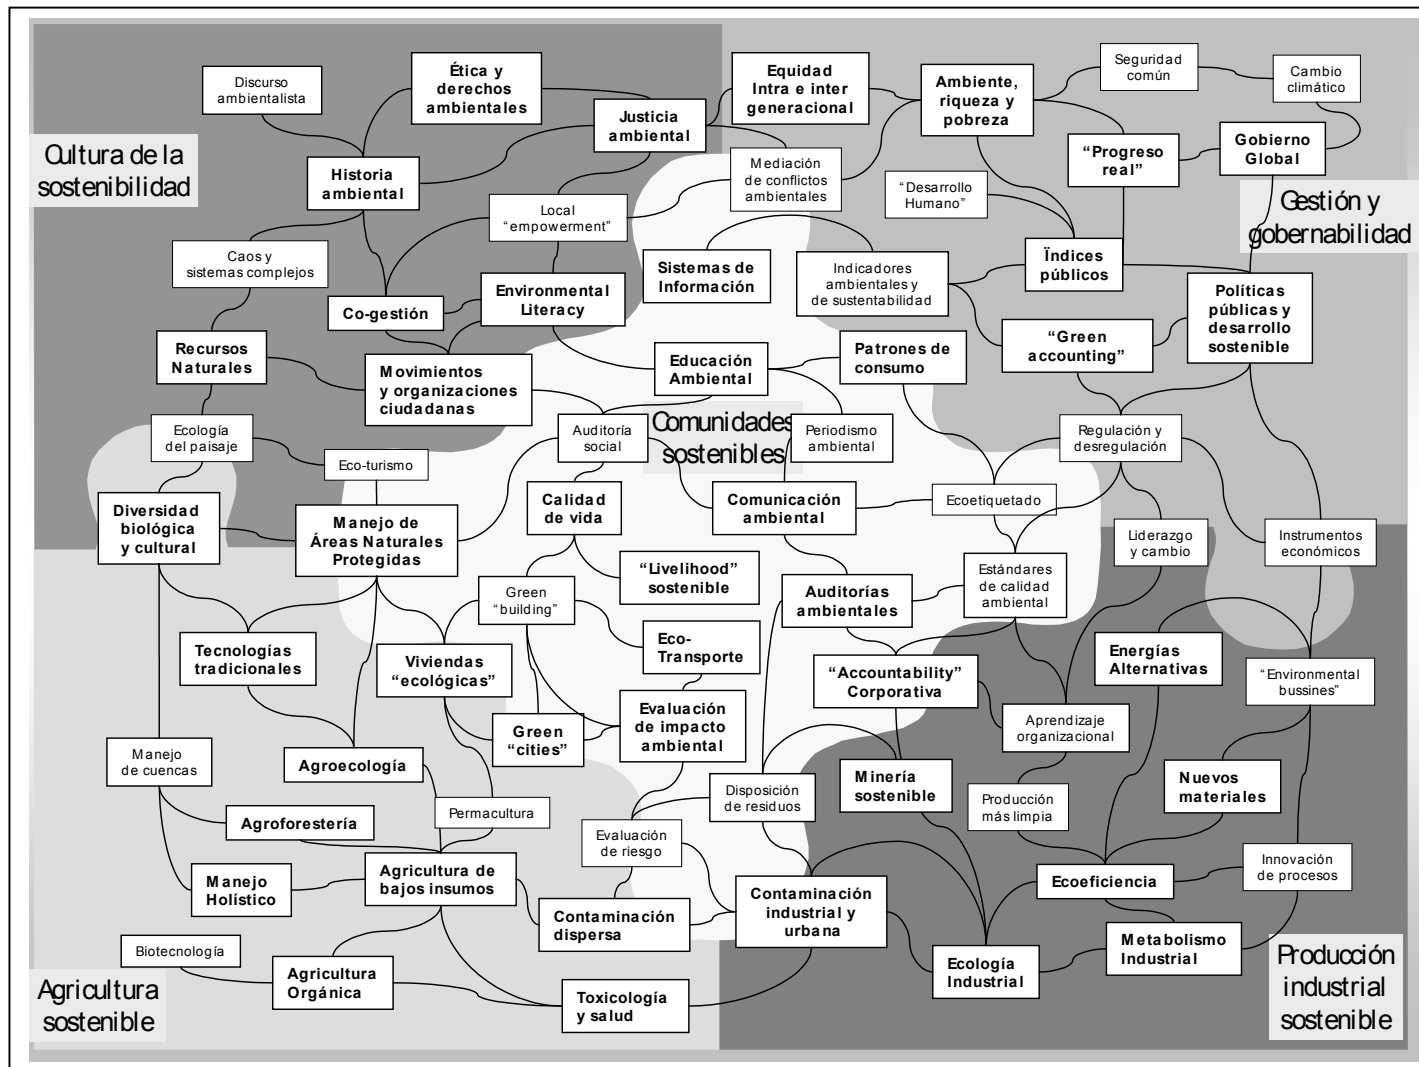 Discurso
ambientalista
Ética y
derechos
ambientales
Justicia
ambiental
Equidad
Intra e inter
generacional
Ambiente,
riqueza y
pobreza
Seguridad
común
Cambio
climático
Cultura de la
sostenibilidad
Historia
ambiental
Mediación
de conflictos
ambientales
“Progreso
real”
Gobierno
Global
“Desarrollo
Humano”
Gestión y
gobernabilidad
Local
“empowerment”
Caos y
sistemas complejos
Sistemas de
Información
Indicadores
ambientales y
de sustentabilidad
Ïndices
públicos
Co-gestión
Environmental
Literacy
Políticas
públicas y
desarrollo
sostenible
Recursos
Naturales
Movimientos
y organizaciones
ciudadanas
Educación
Ambiental
Patrones de
consumo
“Green
accounting”
Ecología
del paisaje
Eco-turismo
Auditoría
social
Comunidades
sostenibles
Periodismo
ambiental
Regulación y
desregulación
Diversidad
biológica
y cultural
Manejo de
Áreas Naturales
Protegidas
Calidad
de vida
Comunicación
ambiental
Ecoetiquetado
Liderazgo
y cambio
Instrumentos
económicos
“Livelihood”
sostenible
Green
“building”
Auditorías
ambientales
Estándares
de calidad
ambiental
Tecnologías
tradicionales
Viviendas
“ecológicas”
Eco-
Transporte
“Accountability”
Corporativa
Energías
Alternativas
“Environmental
bussines”
Green
“cities”
Evaluación
de impacto
ambiental
Aprendizaje
organizacional
Manejo
de cuencas
Agroecología
Disposición
de residuos
Minería
sostenible
Producción
más limpia
Nuevos
materiales
Agroforestería
Permacultura
Evaluación
de riesgo
Manejo
Holístico
Agricultura de
bajos insumos
Contaminación
dispersa
Contaminación
industrial y
urbana
Ecoeficiencia
Innovación
de procesos
Biotecnología
Agricultura
Orgánica
Toxicología
y salud
Ecología
Industrial
Metabolismo
Industrial
Agricultura
sostenible
Producción
industrial
sostenible